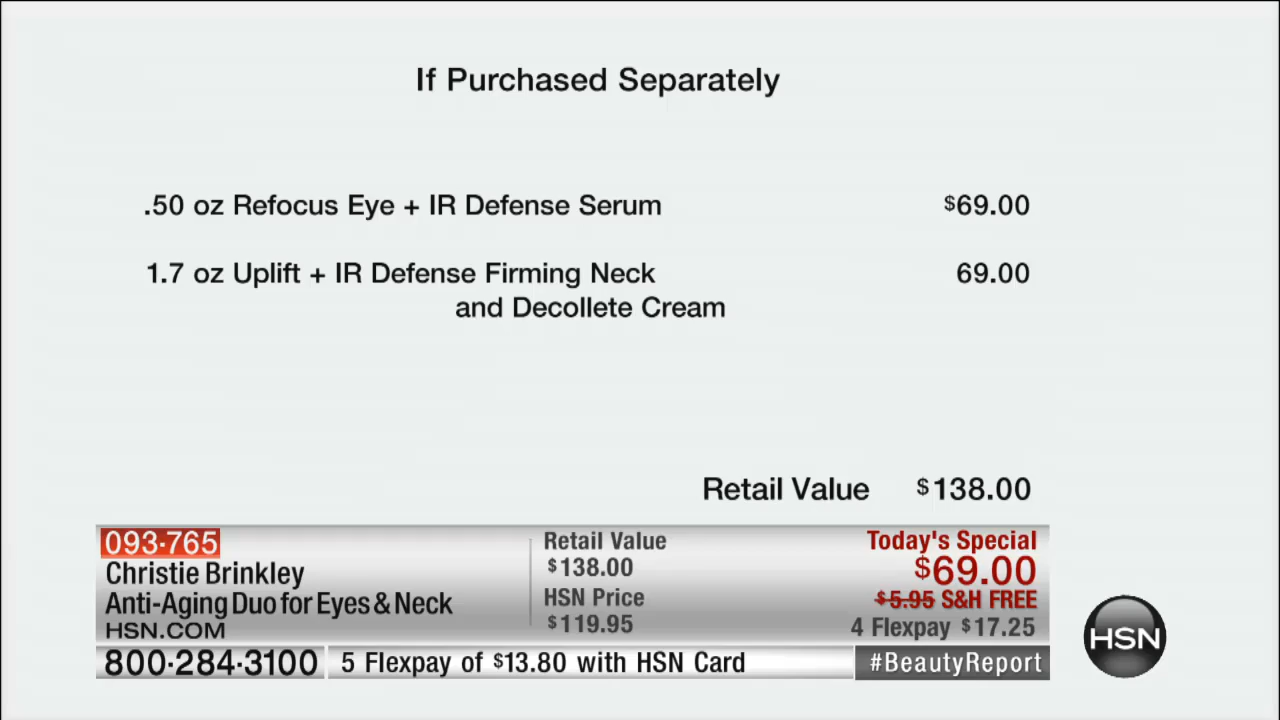 If Purchased Separately
.50 oz Refocus Eye + IR Defense Serum $69.00
1.7 oz Uplift + IR Defense Firming Neck 69.00
and Decollete Cream
Retail Value $138.00
093-765
Christie Brinkley
Anti-Aging Duo for Eyes & Neck
HSN.COM
Retail Value
$138.00
HSN Price
$119.95
Today's Special
$69.00
$5.95 S&H FREE
4 Flexpay $17.25
HSN
800-284-3100
5 Flexpay of $13.80 with HSN Card
#BeautyReport